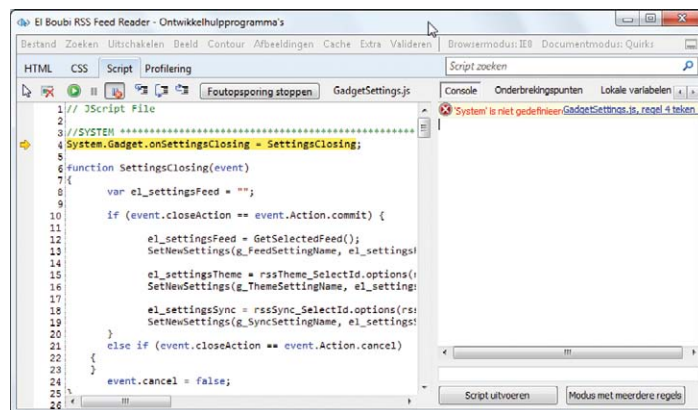 El Boubi RSS Feed Reader - Ontwikkelhulpprogramma's
Bestand Zoeken Uitschakelen Beeld Contour Afbeeldingen Cache Extra Valideren Browsermodus: IE8 Documentmodus: Quirks
HTML CSS Script Profilering
Script zoeken
Foutopsporing stoppen GadgetSettings.js
Console Onderbrekingspunten Lokale variabelen
'System' is niet gedefinieerd GadgetSettings.js, regel 4 teken
1 // JScript File
2
3 //SYSTEM ****************************************
4 System.Gadget.onSettingsClosing = SettingsClosing;
5
6 function SettingsClosing(event)
7 {
8 var el_settingsFeed = "";
9
10 if (event.closeAction == event.Action.commit) {
11
12 el_settingsFeed = GetSelectedFeed();
13 SetNewSettings(g_FeedSettingName, el_settings
14
15 el_settingsTheme = rssTheme_SelectId.options(r
16 SetNewSettings(g_ThemeSettingName, el_setting
17
18 el_settingsSync = rssSync_SelectId.options(rs
19 SetNewSettings(g_SyncSettingName, el_settings
20 }
21 else if (event.closeAction == event.Action.cancel)
22 {
23 }
24 event.cancel = false;
25 }
26
Script uitvoeren Modus met meerdere regels